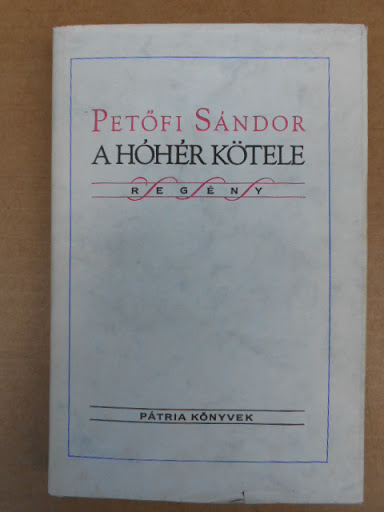 PETŐFI SÁNDOR
A HÓHÉR KÖTELE
REGÉNY
PÁTRIA KÖNYVEK